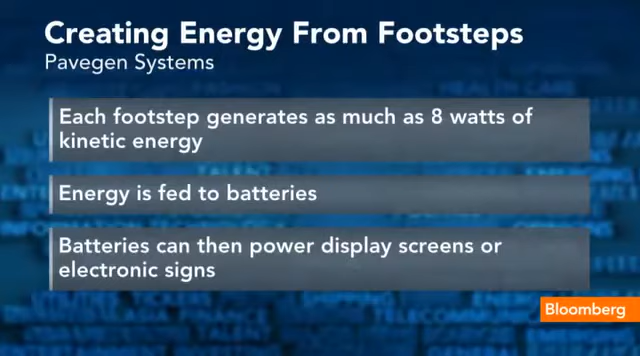 Creating Energy From Footsteps
Pavegen Systems
Each footstep generates as much as 8 watts of
kinetic energy
Energy is fed to batteries
Batteries can then power display screens or
electronic signs
Bloomberg